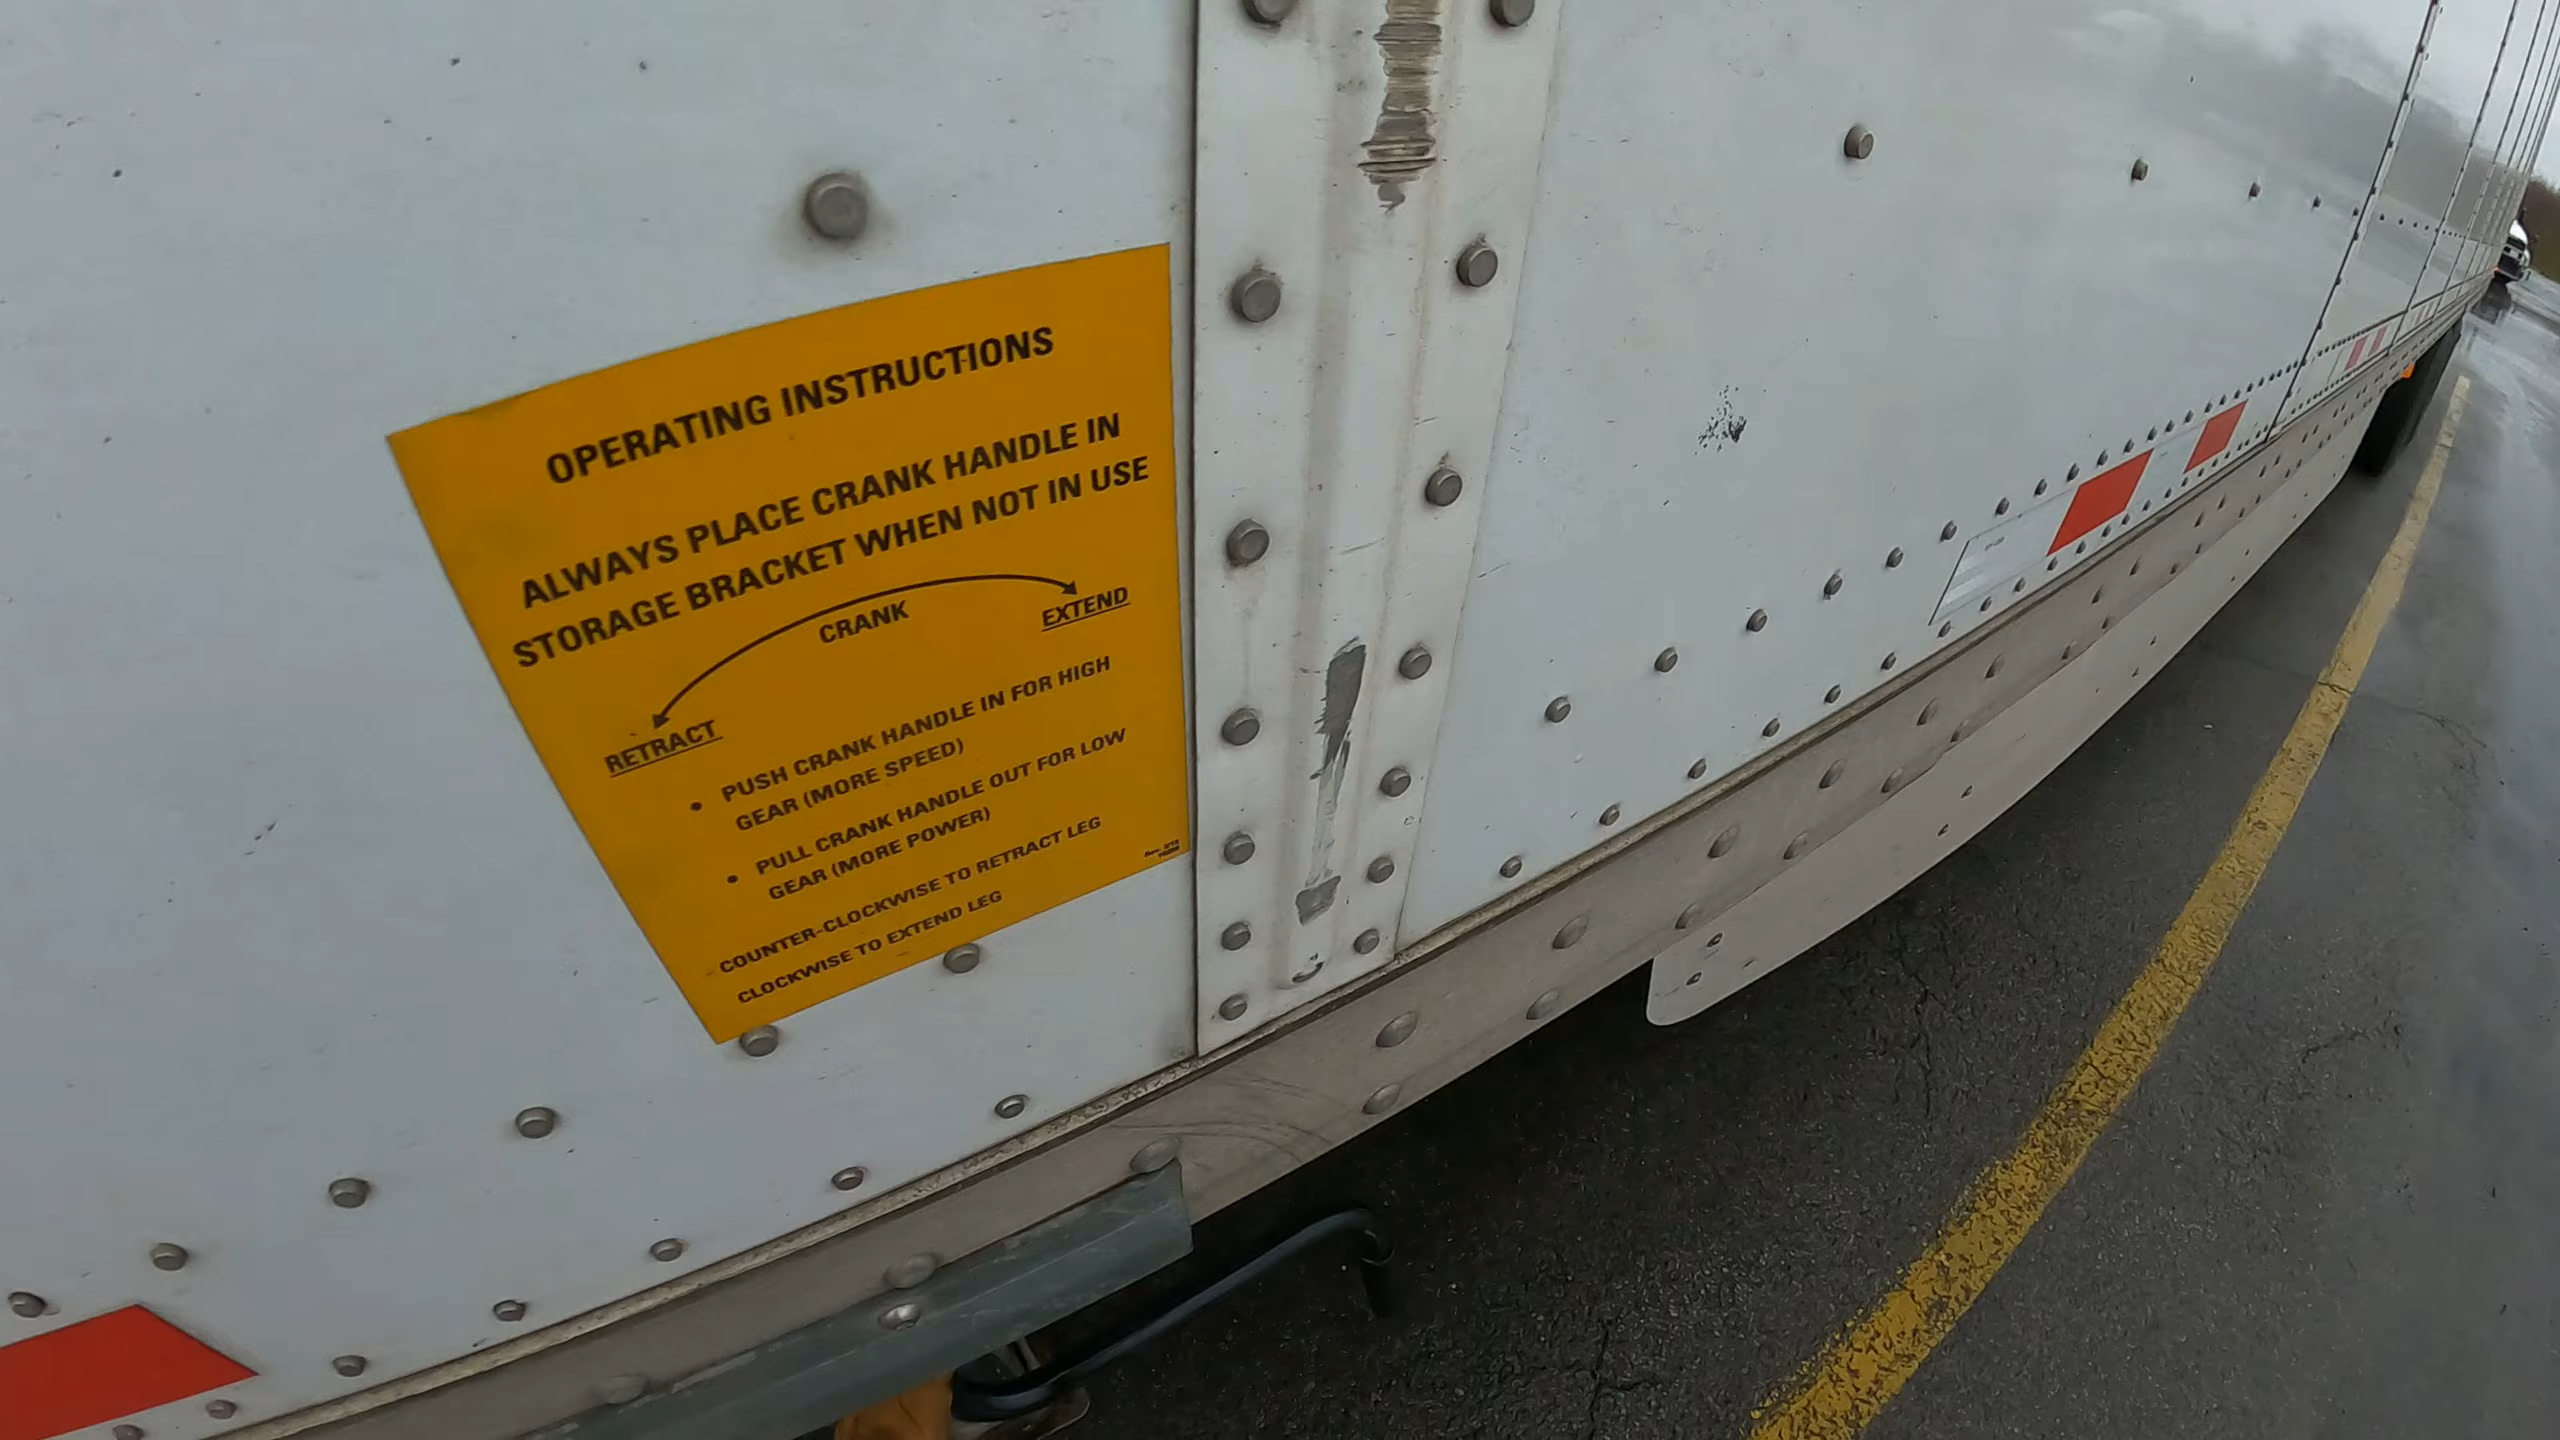 OPERATING INSTRUCTIONS
ALWAYS PLACE CRANK HANDLE IN
STORAGE BRACKET WHEN NOT IN USE
CRANK
EXTEND
RETRACT
• PUSH CRANK HANDLE IN FOR HIGH
GEAR (MORE SPEED)
• PULL CRANK HANDLE OUT FOR LOW
GEAR (MORE POWER)
COUNTER-CLOCKWISE TO RETRACT LEG
CLOCKWISE TO EXTEND LEG